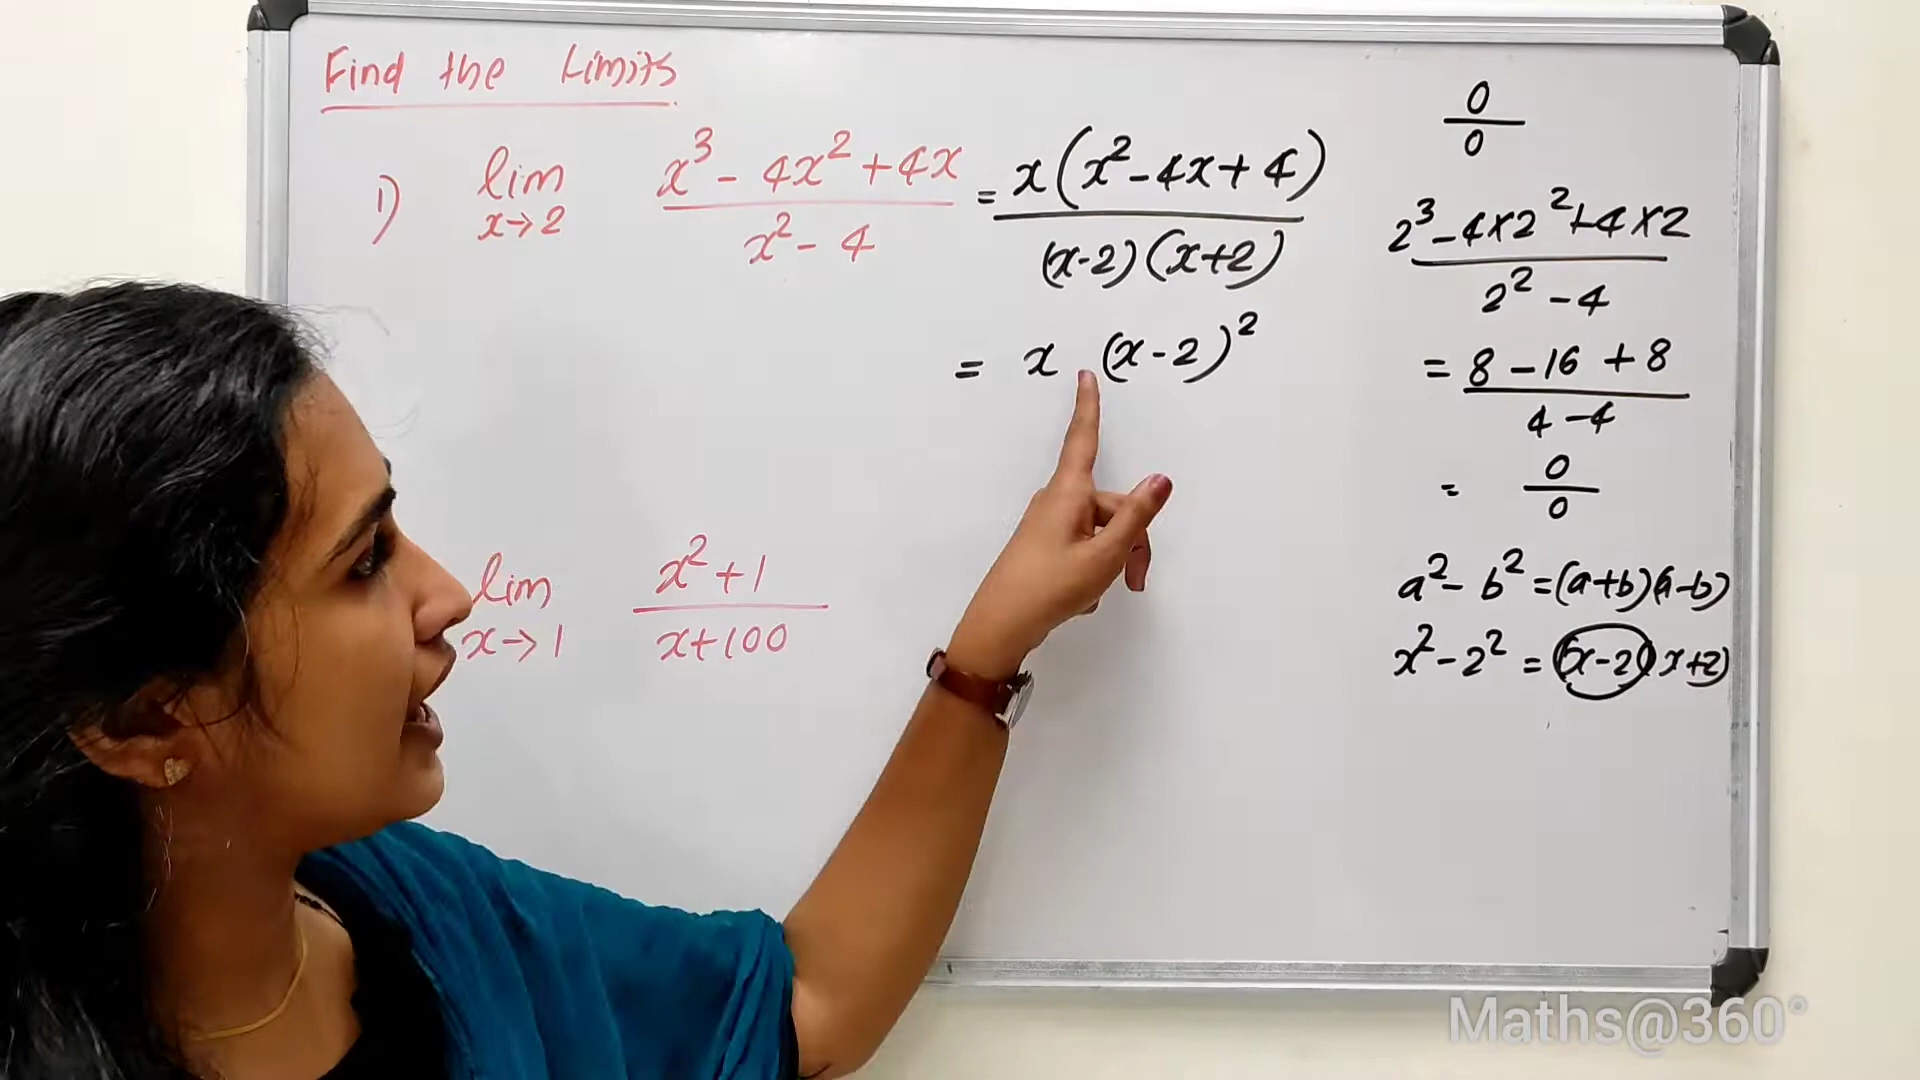 Find the Limits
1) lim x→2 (x³ - 4x² + 4x)/(x² - 4) = x(x² - 4x + 4)/((x-2)(x+2))
= x (x-2)²
lim x→1 (x² + 1)/(x+100)
0/0
(2³ - 4×2² + 4×2)/(2² - 4)
= (8 - 16 + 8)/(4 - 4)
= 0/0
a² - b² = (a+b)(a-b)
x² - 2² = (x-2)(x+2)
Maths@360°